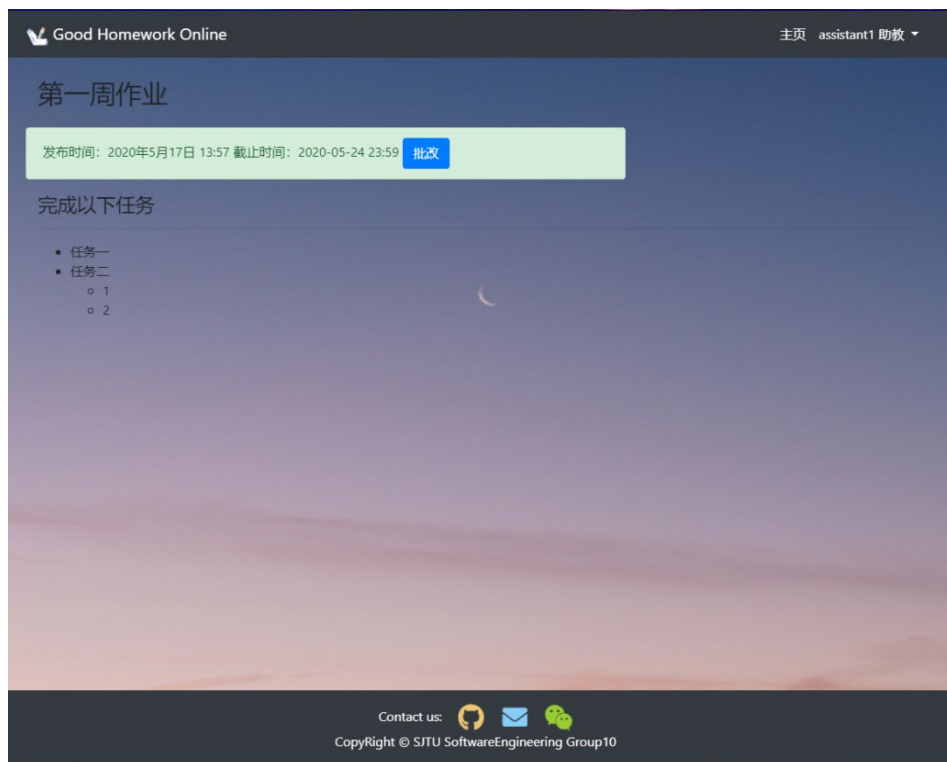 Good Homework Online
主页 assistant1 助教
第一周作业
发布时间：2020年5月17日 13:57 截止时间：2020-05-24 23:59 批改
完成以下任务
任务一
任务二
1
2
Contact us:
CopyRight © SJTU SoftwareEngineering Group10